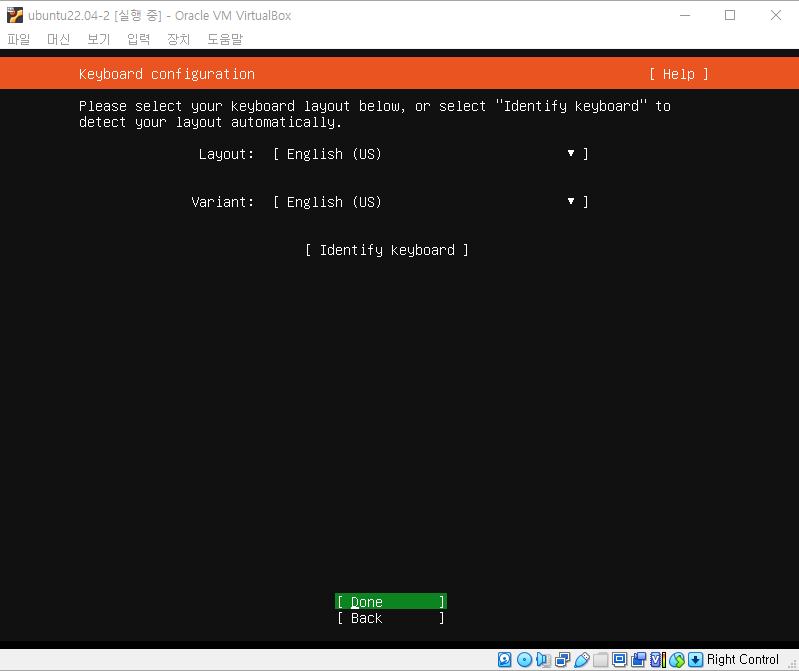 ubuntu22.04-2 [실행 중] - Oracle VM VirtualBox
파일 머신 보기 입력 장치 도움말
Keyboard configuration [ Help ]
Please select your keyboard layout below, or select "Identify keyboard" to
detect your layout automatically.
Layout: [ English (US) ▾ ]
Variant: [ English (US) ▾ ]
[ Identify keyboard ]
[ Done ]
[ Back ]
Right Control